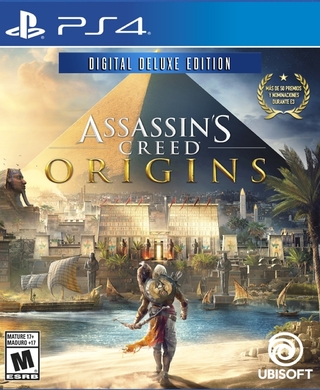 PS4
DIGITAL DELUXE EDITION
MÁS DE 50 PREMIOS
Y NOMINACIONES
DURANTE E3
ASSASSIN'S
CREED
ORIGINS
MATURE 17+
MADURO +17
M
ESRB
UBISOFT